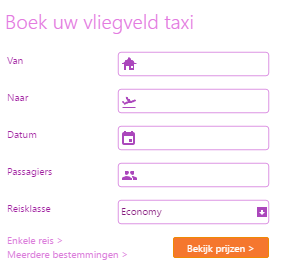 Boek uw vliegveld taxi
Van
Naar
Datum
Passagiers
Reisklasse Economy
Enkele reis >
Meerdere bestemmingen >
Bekijk prijzen >